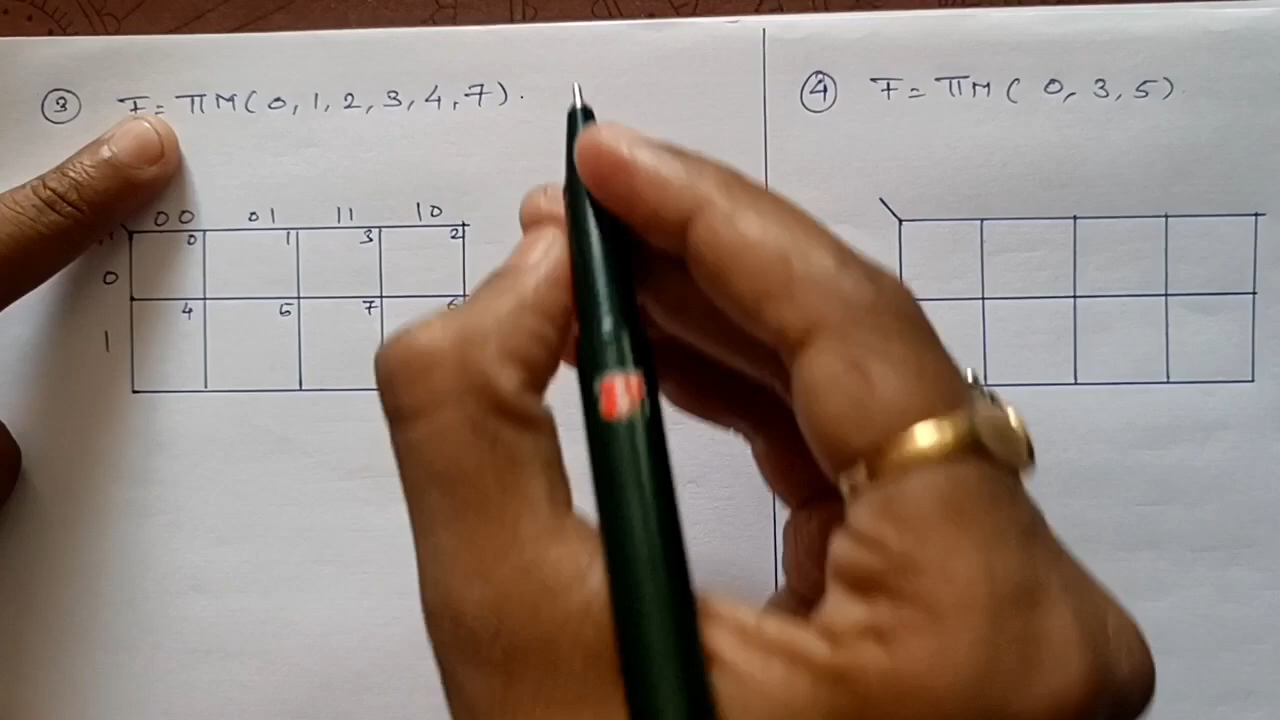 ③ F = ΠM(0, 1, 2, 3, 4, 7).
00 01 11 10
0 1 3 2
0
4 5 7 6
1
④ F = ΠM( 0, 3, 5).